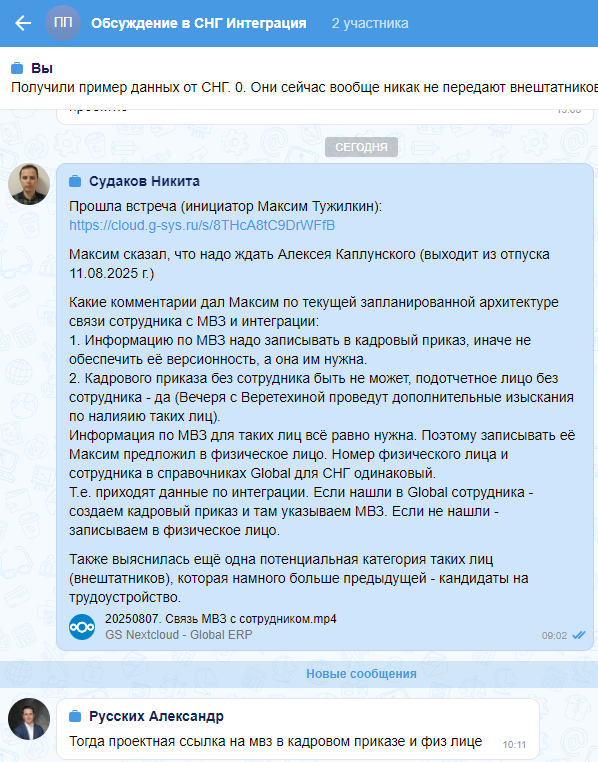 ПП Обсуждение в СНГ Интеграция 2 участника
Вы
Получили пример данных от СНГ. 0. Они сейчас вообще никак не передают внештатников
СЕГОДНЯ
Судаков Никита
Прошла встреча (инициатор Максим Тужилкин):
https://cloud.g-sys.ru/s/8THcA8tC9DrWFfB
Максим сказал, что надо ждать Алексея Каплунского (выходит из отпуска
11.08.2025 г.)
Какие комментарии дал Максим по текущей запланированной архитектуре
связи сотрудника с МВЗ и интеграции:
1. Информацию по МВЗ надо записывать в кадровый приказ, иначе не
обеспечить её версионность, а она им нужна.
2. Кадрового приказа без сотрудника быть не может, подотчетное лицо без
сотрудника - да (Вечеря с Веретехиной проведут дополнительные изыскания
по налияию таких лиц).
Информация по МВЗ для таких лиц всё равно нужна. Поэтому записывать её
Максим предложил в физическое лицо. Номер физического лица и
сотрудника в справочниках Global для СНГ одинаковый.
Т.е. приходят данные по интеграции. Если нашли в Global сотрудника -
создаем кадровый приказ и там указываем МВЗ. Если не нашли -
записываем в физическое лицо.
Также выяснилась ещё одна потенциальная категория таких лиц
(внештатников), которая намного больше предыдущей - кандидаты на
трудоустройство.
20250807. Связь МВЗ с сотрудником.mp4
GS Nextcloud - Global ERP 09:02
Новые сообщения
Русских Александр
Тогда проектная ссылка на мвз в кадровом приказе и физ лице 10:11